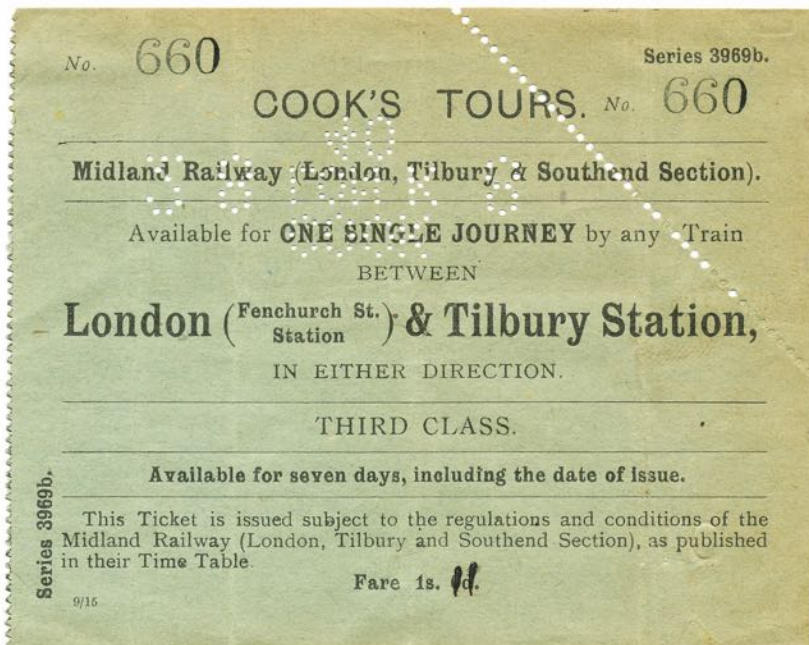 No. 660
Series 3969b.
COOK'S TOURS. No. 660
Midland Railway (London, Tilbury & Southend Section).
Available for ONE SINGLE JOURNEY by any Train
BETWEEN
London (Fenchurch St. Station) & Tilbury Station,
IN EITHER DIRECTION.
THIRD CLASS.
Available for seven days, including the date of issue.
This Ticket is issued subject to the regulations and conditions of the
Midland Railway (London, Tilbury and Southend Section), as published
in their Time Table.
Fare 1s. 11d.
Series 3969b.
9/15